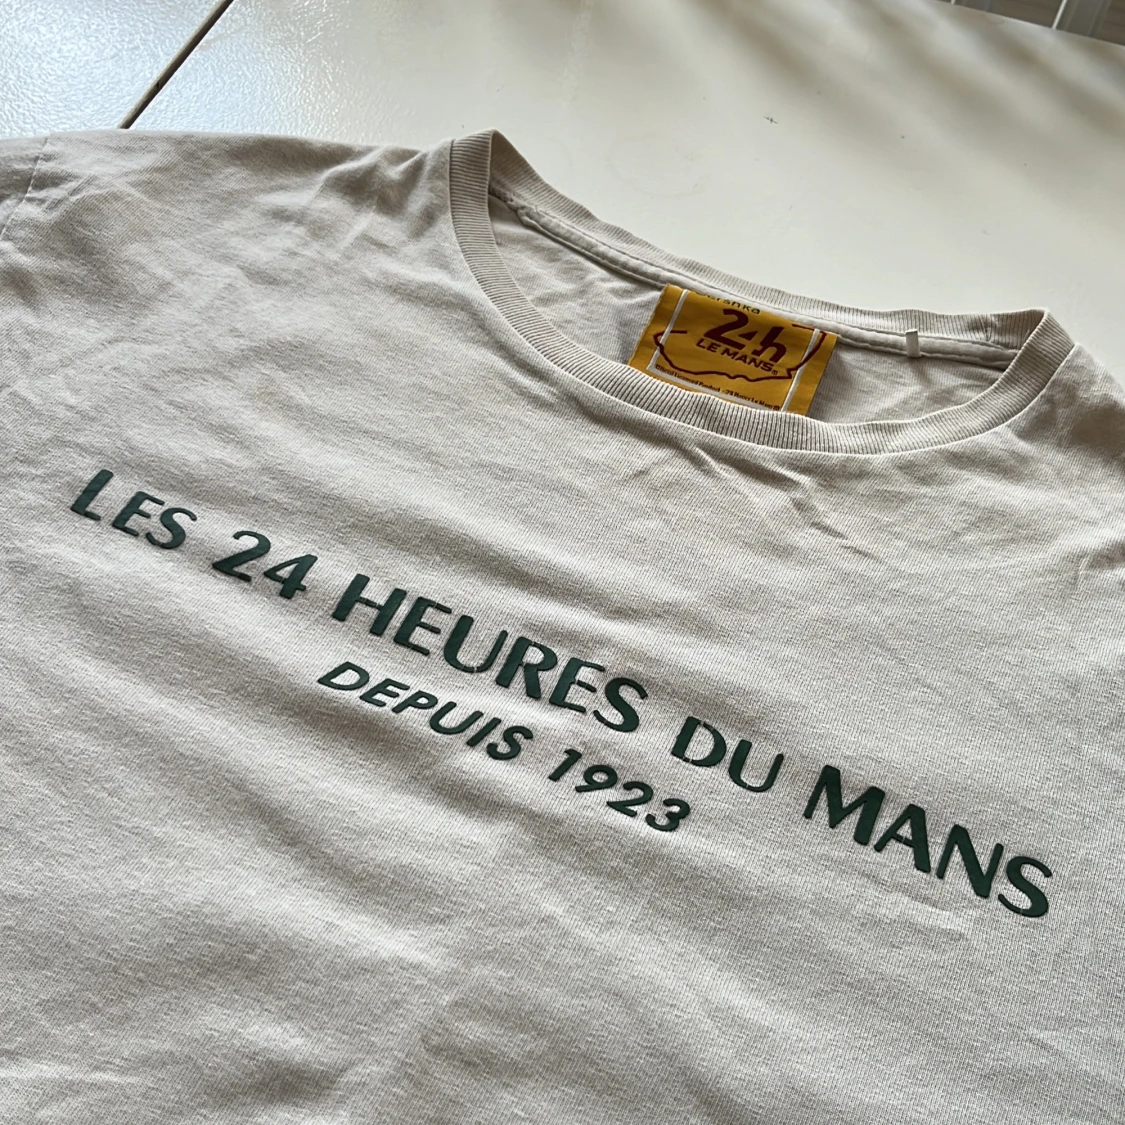 24h
LE MANS®
LES 24 HEURES DU MANS
DEPUIS 1923